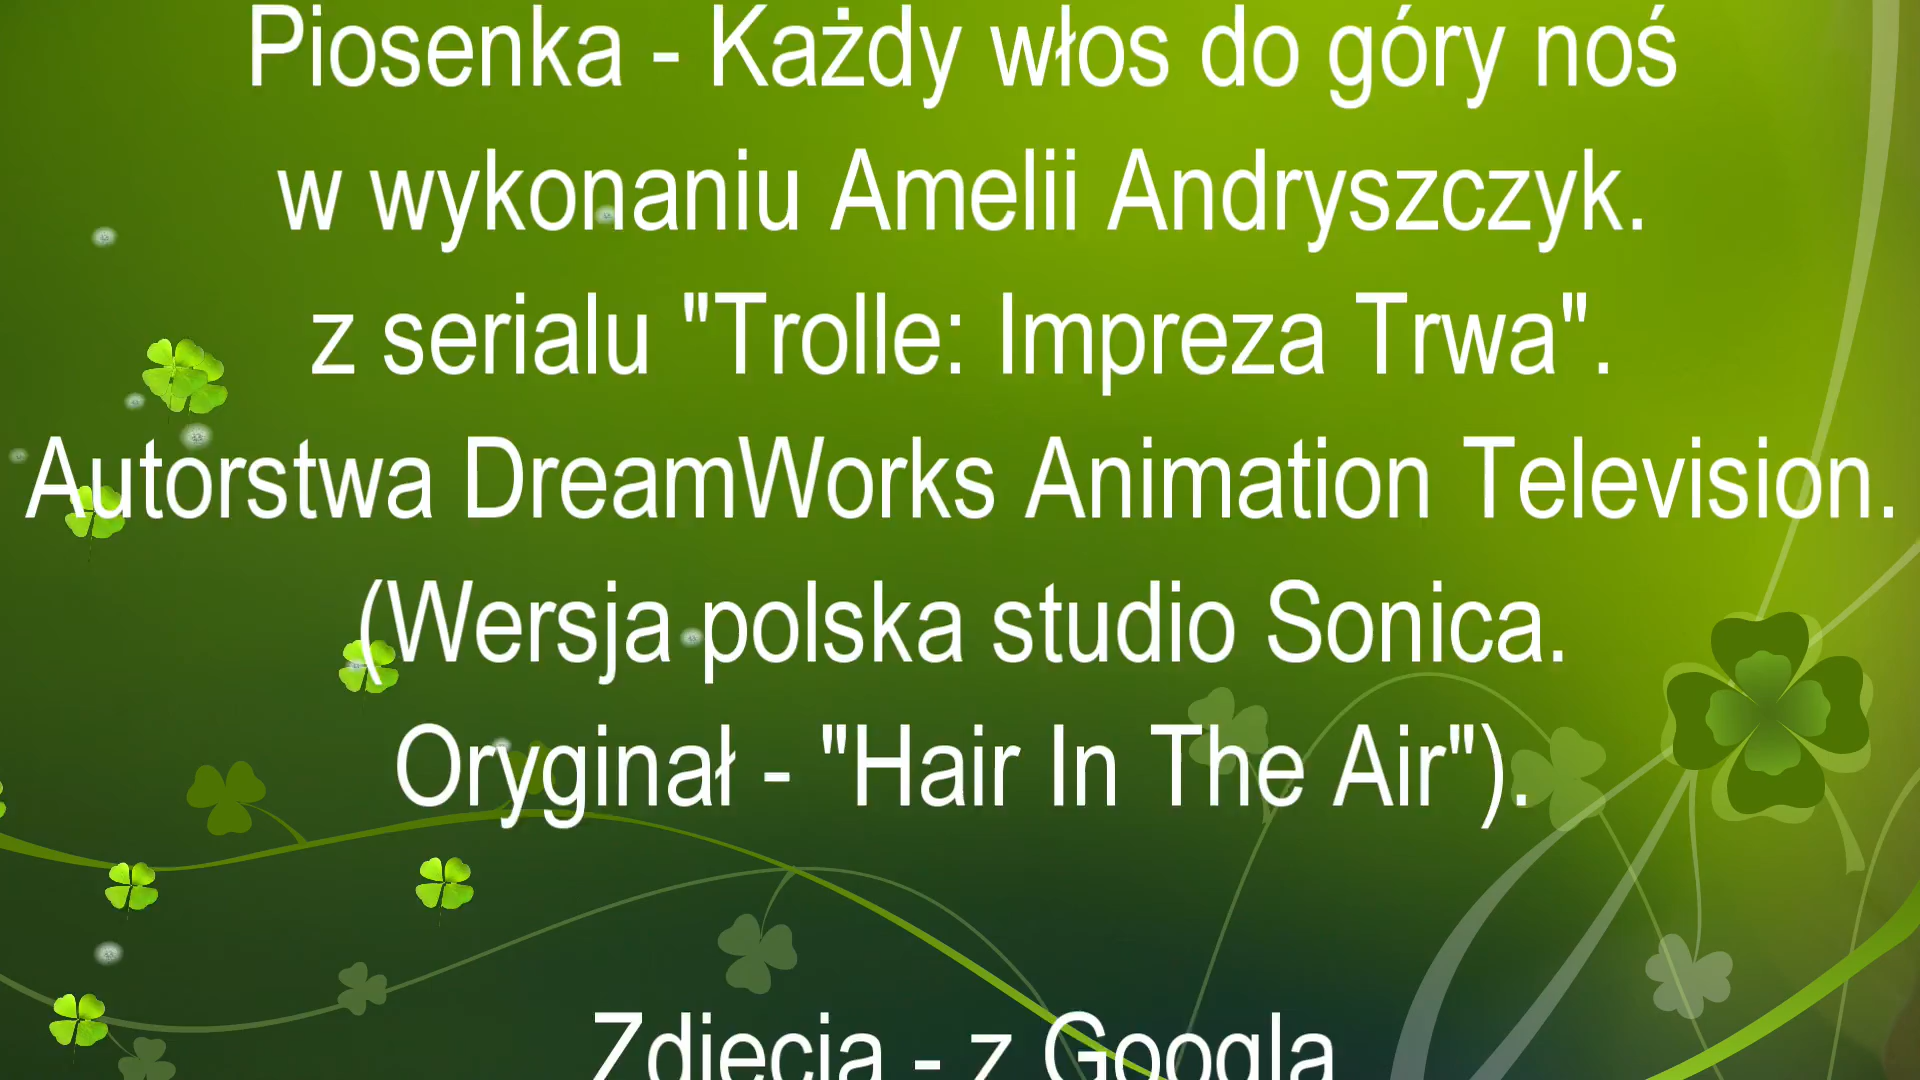 Piosenka - Każdy włos do góry noś
w wykonaniu Amelii Andryszczyk.
z serialu "Trolle: Impreza Trwa".
Autorstwa DreamWorks Animation Television.
(Wersja polska studio Sonica.
Oryginał - "Hair In The Air").
Zdjęcia - z Googla